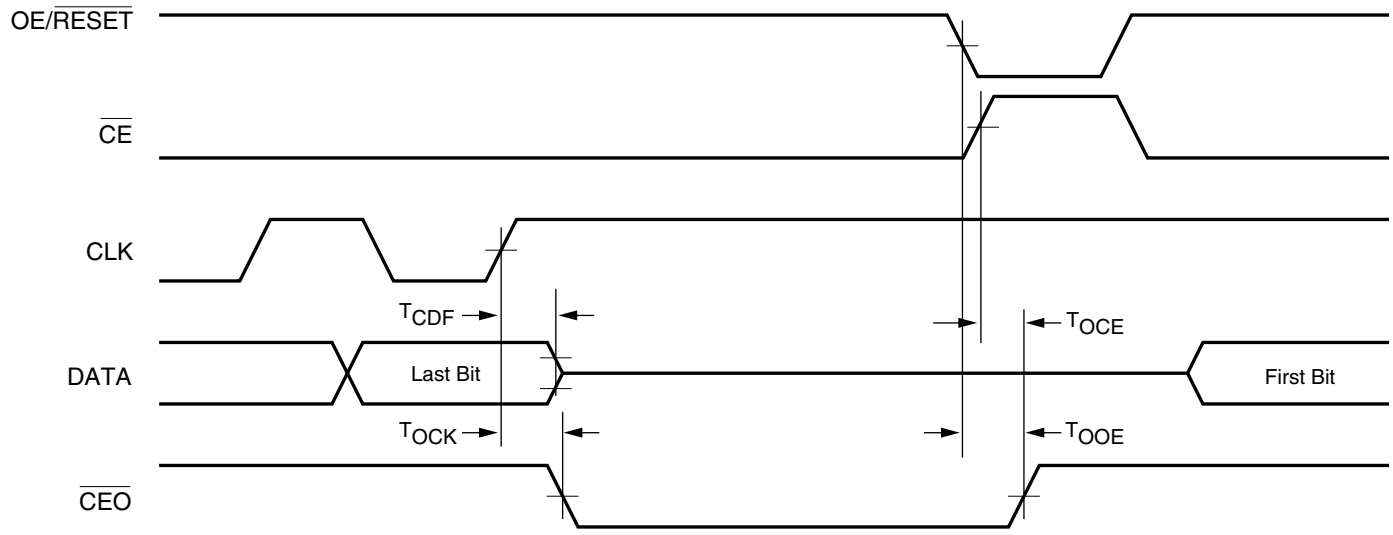 OE/RESET
CE
CLK
TCDF
TOCE
DATA
Last Bit
First Bit
TOCK
TOOE
CEO